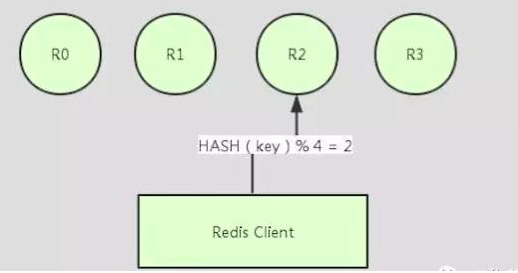 R0 R1 R2 R3
HASH ( key ) % 4 = 2
Redis Client